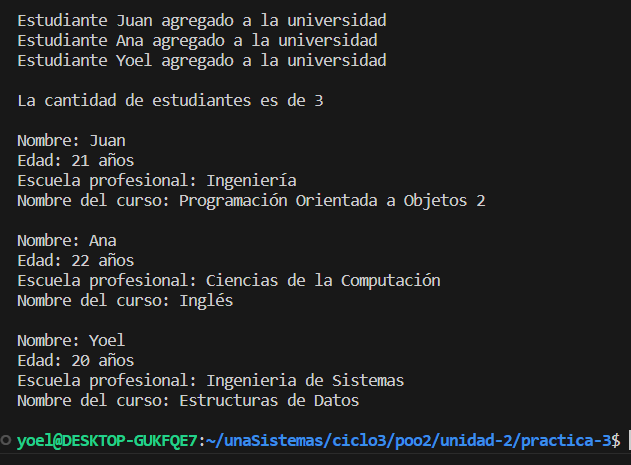 Estudiante Juan agregado a la universidad
Estudiante Ana agregado a la universidad
Estudiante Yoel agregado a la universidad
La cantidad de estudiantes es de 3
Nombre: Juan
Edad: 21 años
Escuela profesional: Ingeniería
Nombre del curso: Programación Orientada a Objetos 2
Nombre: Ana
Edad: 22 años
Escuela profesional: Ciencias de la Computación
Nombre del curso: Inglés
Nombre: Yoel
Edad: 20 años
Escuela profesional: Ingenieria de Sistemas
Nombre del curso: Estructuras de Datos
yoel@DESKTOP-GUKFQE7:~/unaSistemas/ciclo3/poo2/unidad-2/practica-3$